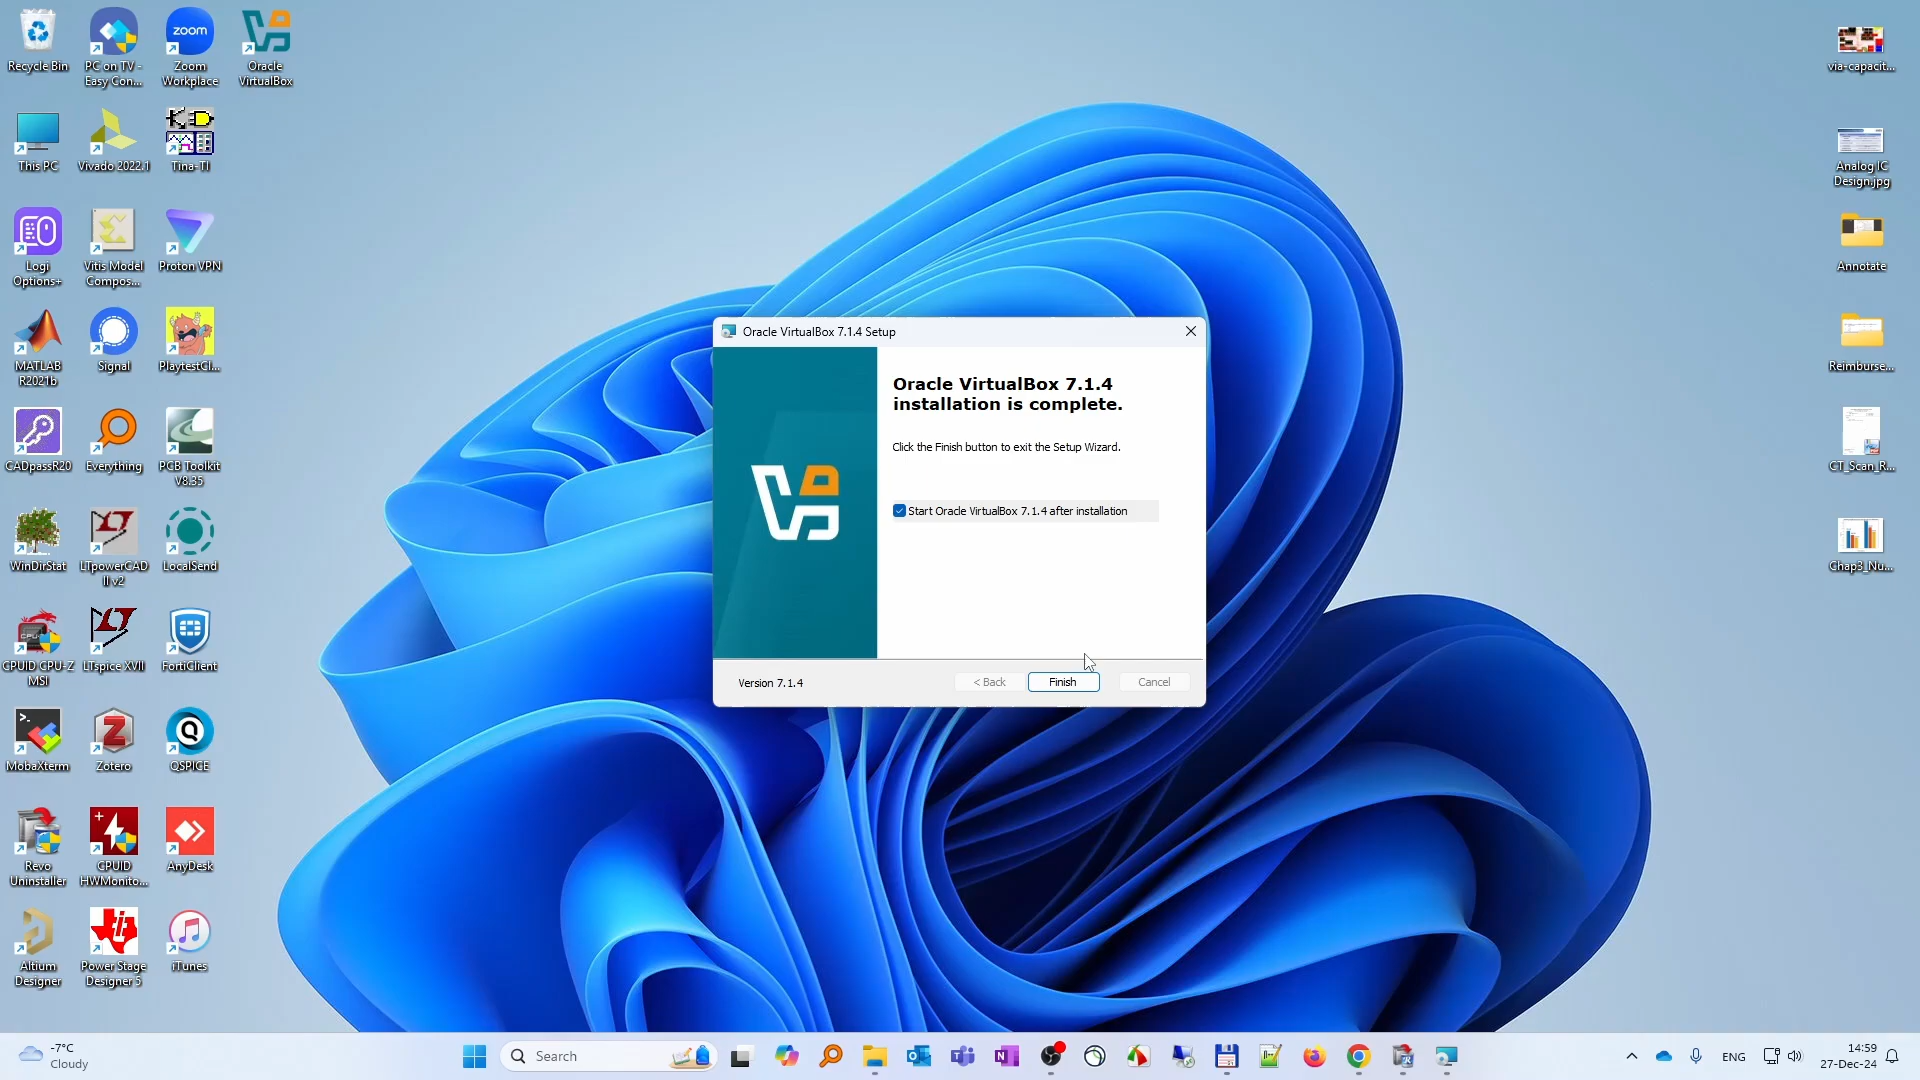 Recycle Bin
PC on TV -
Easy Con...
zoom
Zoom
Workplace
Oracle
VirtualBox
This PC
Vivado 2022.1
Tina-TI
Logi
Options+
Vitis Model
Compos...
Proton VPN
MATLAB
R2021b
Signal
PlaytestCl...
CADpassR20
Everything
PCB Toolkit
V8.35
WinDirStat
LTpowerCAD
II v2
LocalSend
CPUID CPU-Z
MSI
LTspice XVII
FortiClient
MobaXterm
Zotero
QSPICE
Revo
Uninstaller
CPUID
HWMonito...
AnyDesk
Altium
Designer
Power Stage
Designer 5
iTunes
via-capacit...
Analog IC
Design.jpg
Annotate
Reimburse...
CT_Scan_R...
Chap3_Nu...
Oracle VirtualBox 7.1.4 Setup
Oracle VirtualBox 7.1.4
installation is complete.
Click the Finish button to exit the Setup Wizard.
Start Oracle VirtualBox 7.1.4 after installation
Version 7.1.4
< Back
Finish
Cancel
-7°C
Cloudy
Search
ENG
14:59
27-Dec-24